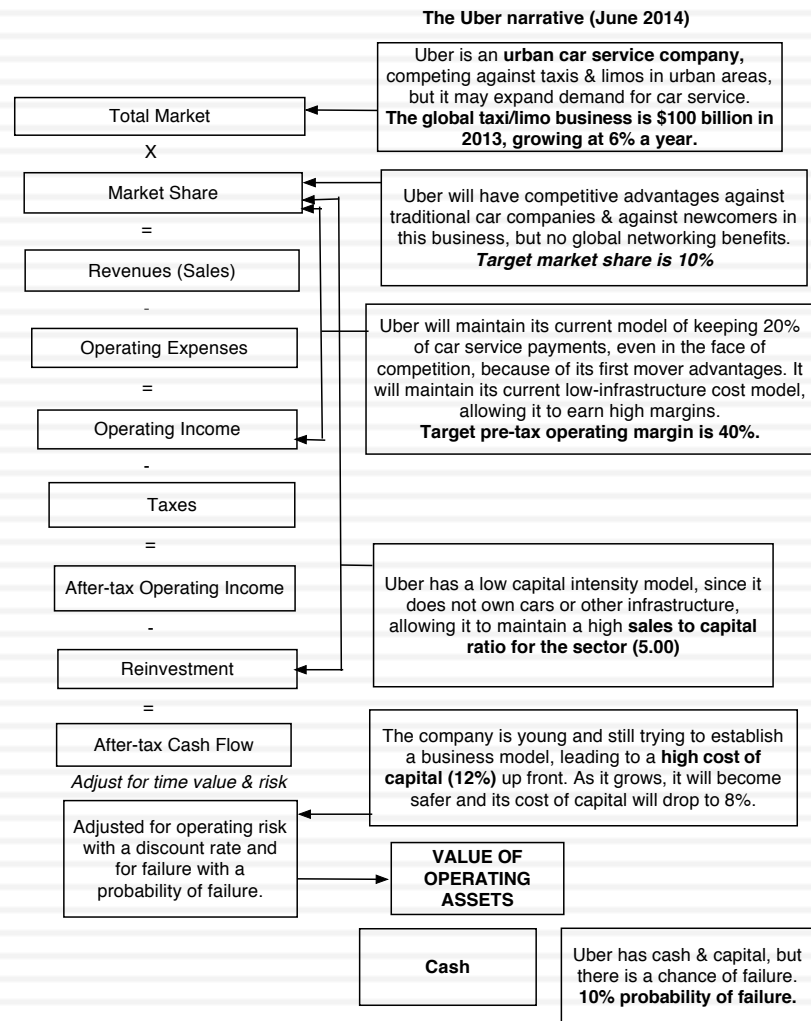 The Uber narrative (June 2014)
Uber is an urban car service company,
competing against taxis & limos in urban areas,
but it may expand demand for car service.
The global taxi/limo business is $100 billion in
2013, growing at 6% a year.
Total Market
X
Market Share
Uber will have competitive advantages against
traditional car companies & against newcomers in
this business, but no global networking benefits.
Target market share is 10%
=
Revenues (Sales)
-
Operating Expenses
Uber will maintain its current model of keeping 20%
of car service payments, even in the face of
competition, because of its first mover advantages. It
will maintain its current low-infrastructure cost model,
allowing it to earn high margins.
Target pre-tax operating margin is 40%.
=
Operating Income
-
Taxes
=
After-tax Operating Income
Uber has a low capital intensity model, since it
does not own cars or other infrastructure,
allowing it to maintain a high sales to capital
ratio for the sector (5.00)
-
Reinvestment
=
After-tax Cash Flow
The company is young and still trying to establish
a business model, leading to a high cost of
capital (12%) up front. As it grows, it will become
safer and its cost of capital will drop to 8%.
Adjust for time value & risk
Adjusted for operating risk
with a discount rate and
for failure with a
probability of failure.
VALUE OF
OPERATING
ASSETS
Cash
Uber has cash & capital, but
there is a chance of failure.
10% probability of failure.